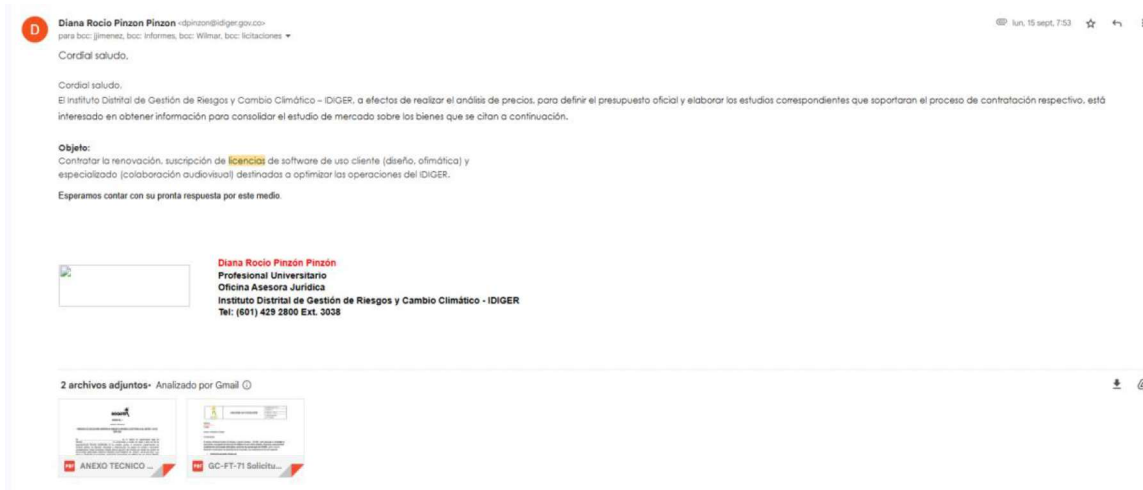 D
Diana Rocio Pinzon Pinzon <dpinzon@idiger.gov.co>
lun, 15 sept, 7:53
para bcc: jjimenez, bcc: informes, bcc: Wilmar, bcc: licitaciones
Cordial saludo,
Cordial saludo,
El Instituto Distrital de Gestión de Riesgos y Cambio Climático – IDIGER, a efectos de realizar el análisis de precios, para definir el presupuesto oficial y elaborar los estudios correspondientes que soportaran el proceso de contratación respectivo, está
interesado en obtener información para consolidar el estudio de mercado sobre los bienes que se citan a continuación.
Objeto:
Contratar la renovación, suscripción de licencias de software de uso cliente (diseño, ofimática) y
especializado (colaboración audiovisual) destinadas a optimizar las operaciones del IDIGER.
Esperamos contar con su pronta respuesta por este medio.
Diana Rocio Pinzón Pinzón
Profesional Universitario
Oficina Asesora Jurídica
Instituto Distrital de Gestión de Riesgos y Cambio Climático - IDIGER
Tel: (601) 429 2800 Ext. 3038
2 archivos adjuntos • Analizado por Gmail
PDF ANEXO TECNICO ...
PDF GC-FT-71 Solicitu...